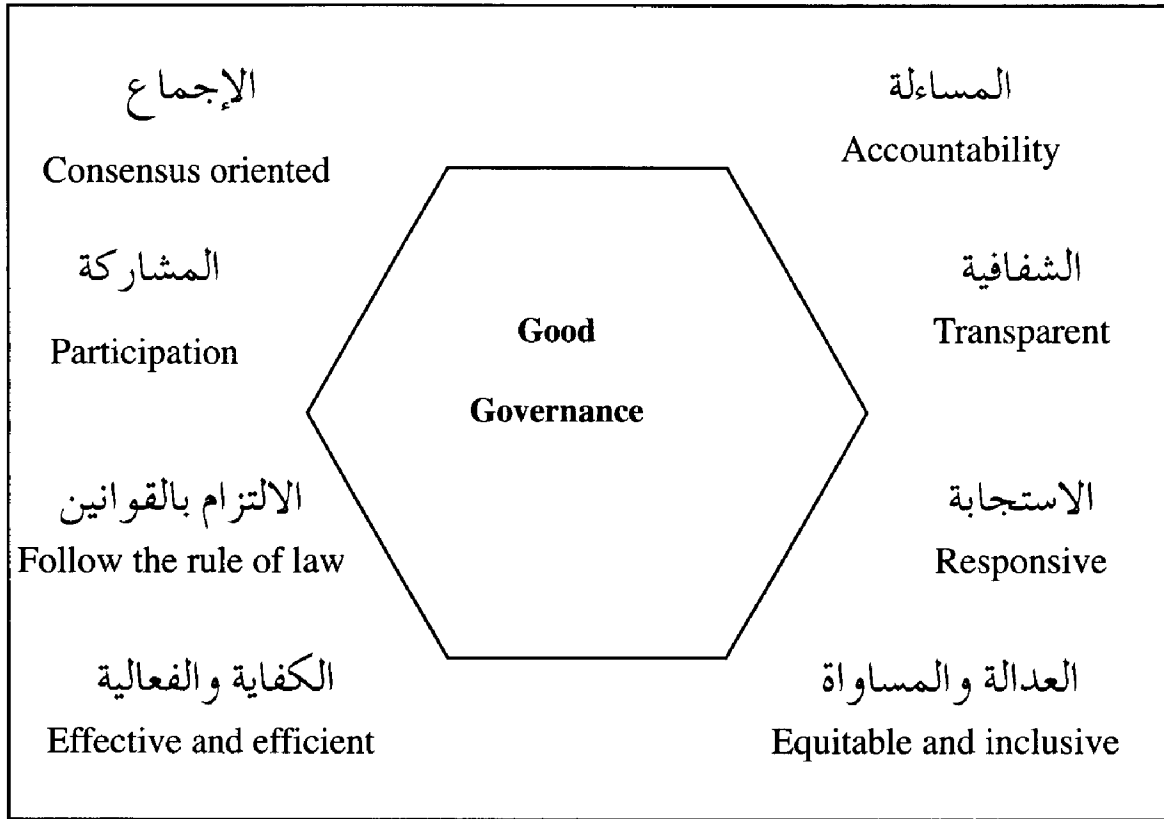 الإجماع
Consensus oriented
المشاركة
Participation
الالتزام بالقوانين
Follow the rule of law
الكفاية والفعالية
Effective and efficient
Good
Governance
المساءلة
Accountability
الشفافية
Transparent
الاستجابة
Responsive
العدالة والمساواة
Equitable and inclusive